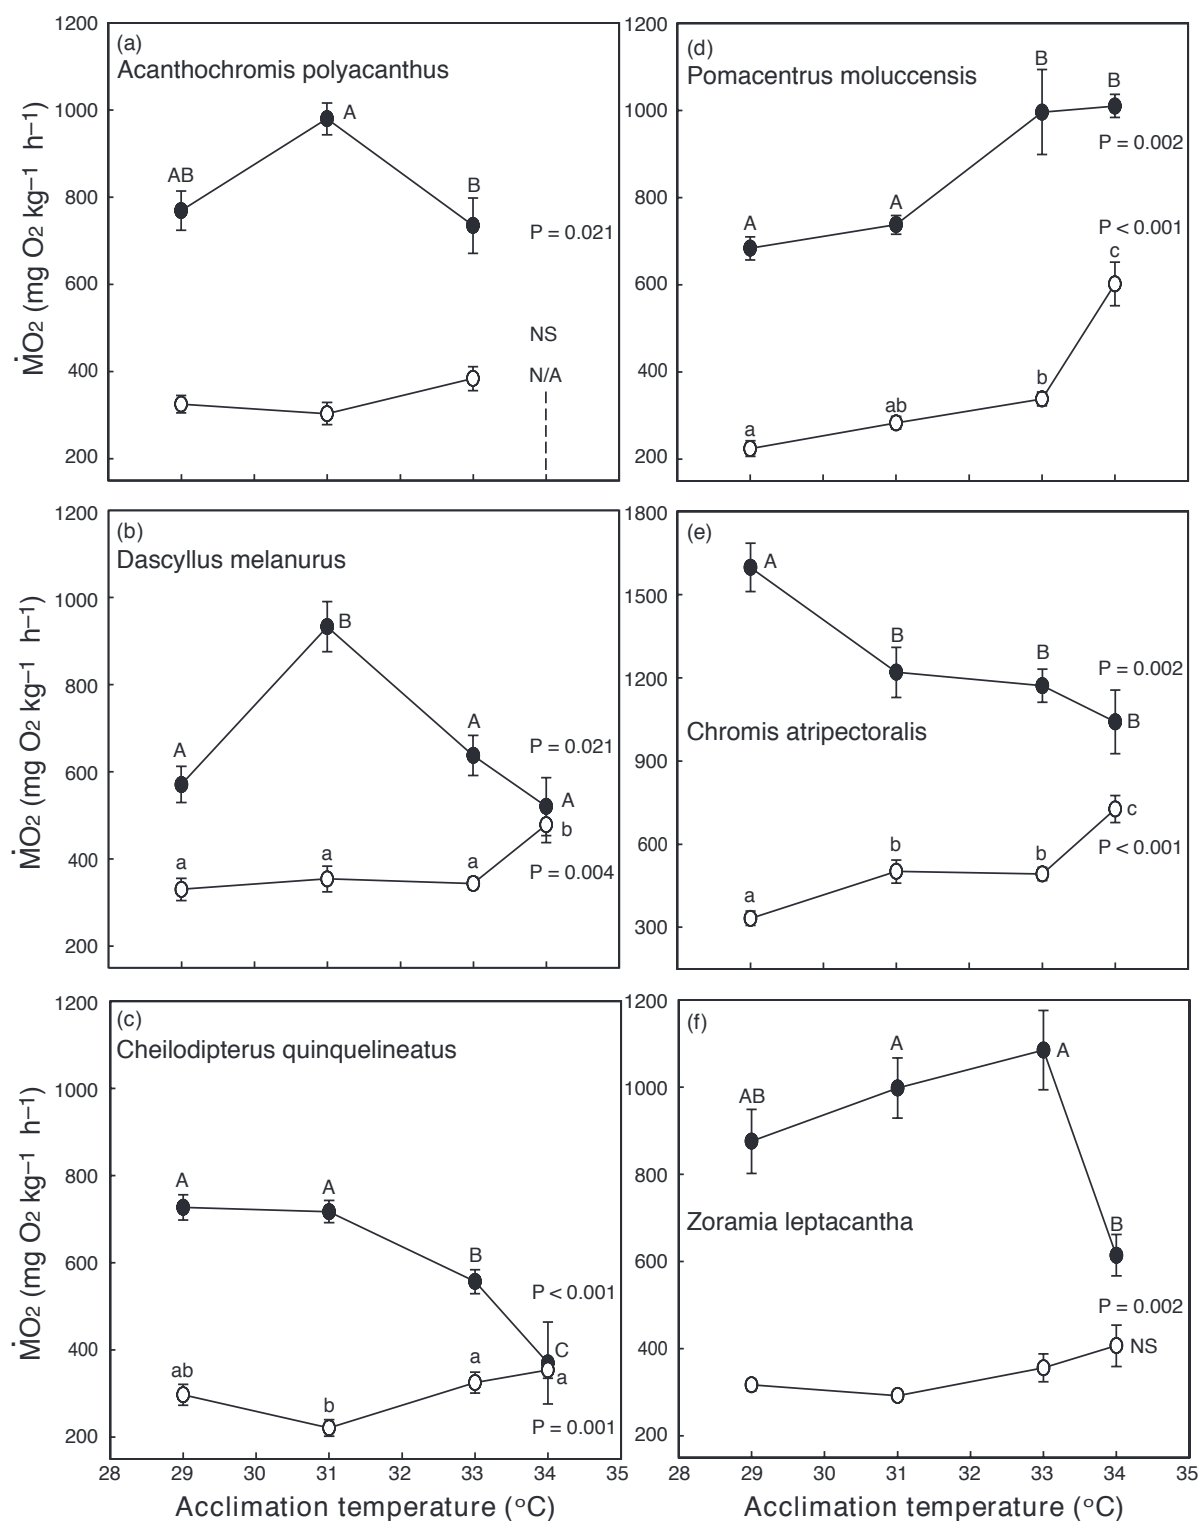 (a)
Acanthochromis polyacanthus
1200
1000
800
600
400
200
ṀO2 (mg O2 kg–1 h–1)
AB
A
B
P = 0.021
NS
N/A
(d)
Pomacentrus moluccensis
1200
1000
800
600
400
200
A
A
B
B
P = 0.002
P < 0.001
a
ab
b
c
(b)
Dascyllus melanurus
1200
1000
800
600
400
200
ṀO2 (mg O2 kg–1 h–1)
A
B
A
A
P = 0.021
a
a
a
b
P = 0.004
(e)
Chromis atripectoralis
1800
1500
1200
900
600
300
A
B
B
B
P = 0.002
a
b
b
c
P < 0.001
(c)
Cheilodipterus quinquelineatus
1200
1000
800
600
400
200
ṀO2 (mg O2 kg–1 h–1)
A
A
B
C
P < 0.001
ab
b
a
a
P = 0.001
28 29 30 31 32 33 34 35
Acclimation temperature (°C)
(f)
Zoramia leptacantha
1200
1000
800
600
400
200
AB
A
A
B
P = 0.002
NS
28 29 30 31 32 33 34 35
Acclimation temperature (°C)